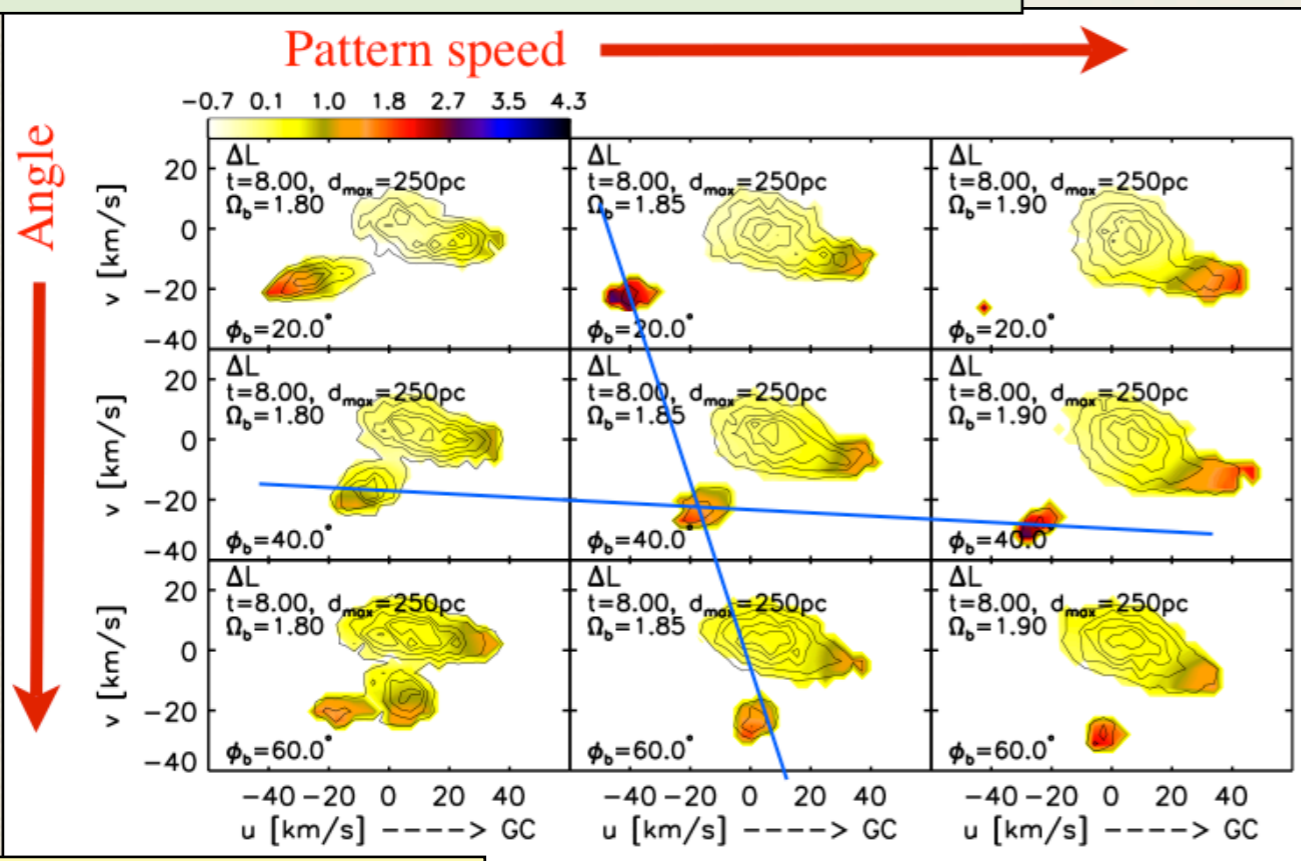 Pattern speed
Angle
−0.7 0.1 1.0 1.8 2.7 3.5 4.3
ΔL
t=8.00, dmax=250pc
Ωb=1.80
ϕb=20.0°
ΔL
t=8.00, dmax=250pc
Ωb=1.85
ϕb=20.0°
ΔL
t=8.00, dmax=250pc
Ωb=1.90
ϕb=20.0°
v [km/s]
20
0
−20
−40
ΔL
t=8.00, dmax=250pc
Ωb=1.80
ϕb=40.0°
ΔL
t=8.00, dmax=250pc
Ωb=1.85
ϕb=40.0°
ΔL
t=8.00, dmax=250pc
Ωb=1.90
ϕb=40.0°
v [km/s]
20
0
−20
−40
ΔL
t=8.00, dmax=250pc
Ωb=1.80
ϕb=60.0°
ΔL
t=8.00, dmax=250pc
Ωb=1.85
ϕb=60.0°
ΔL
t=8.00, dmax=250pc
Ωb=1.90
ϕb=60.0°
v [km/s]
20
0
−20
−40
−40 −20 0 20 40
−40 −20 0 20 40
−40 −20 0 20 40
u [km/s] ----> GC
u [km/s] ----> GC
u [km/s] ----> GC